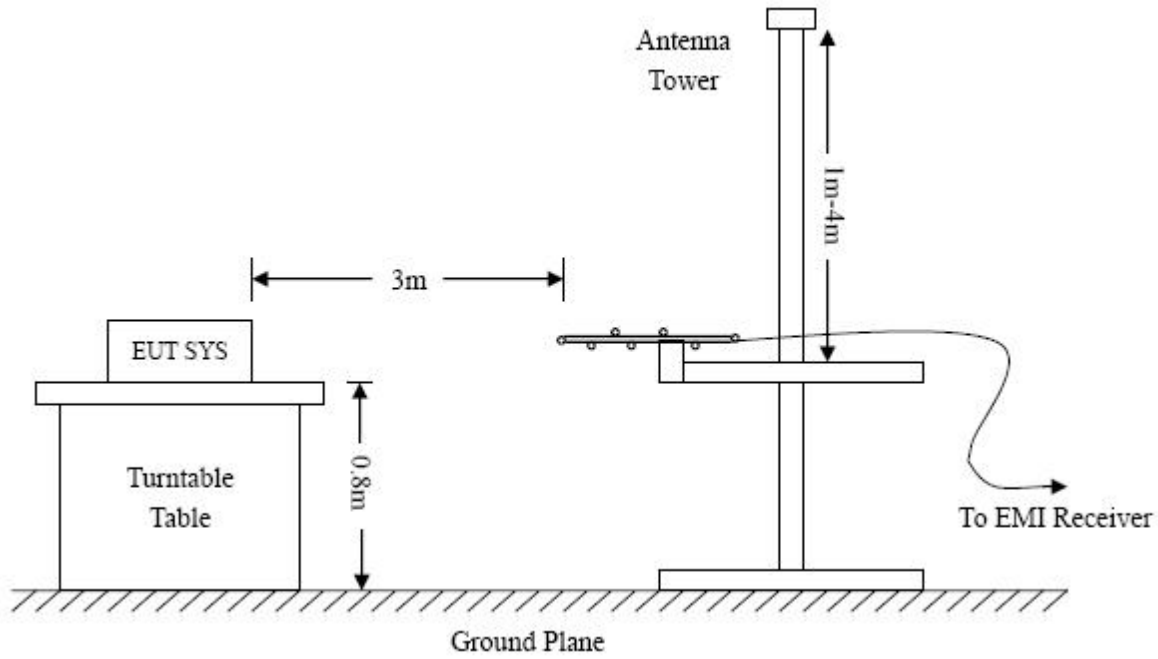 Antenna
Tower
1m-4m
3m
EUT SYS
0.8m
Turntable
Table
To EMI Receiver
Ground Plane